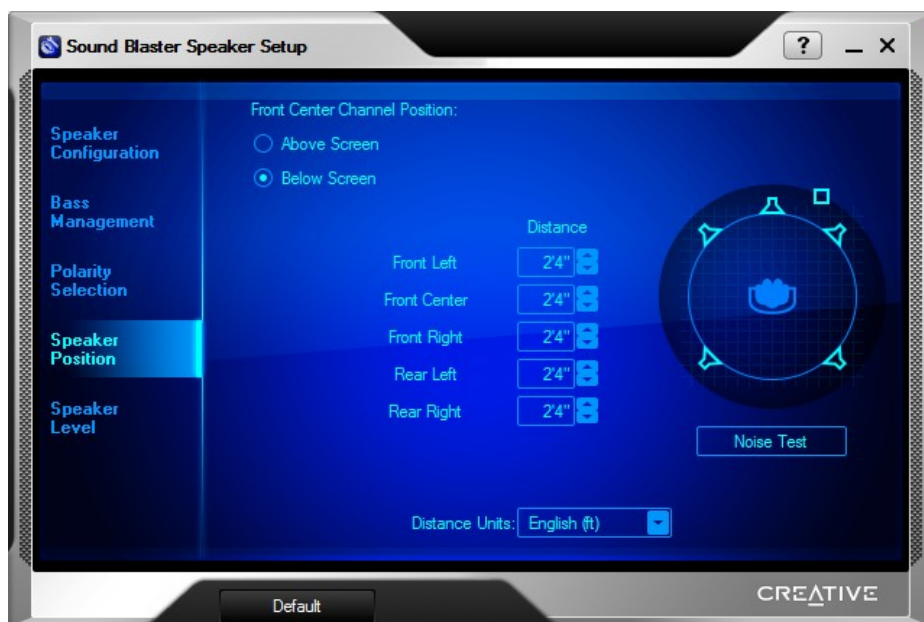 Sound Blaster Speaker Setup
?
Speaker
Configuration
Bass
Management
Polarity
Selection
Speaker
Position
Speaker
Level
Front Center Channel Position:
Above Screen
Below Screen
Distance
Front Left 2'4"
Front Center 2'4"
Front Right 2'4"
Rear Left 2'4"
Rear Right 2'4"
Noise Test
Distance Units: English (ft)
Default
CREATIVE